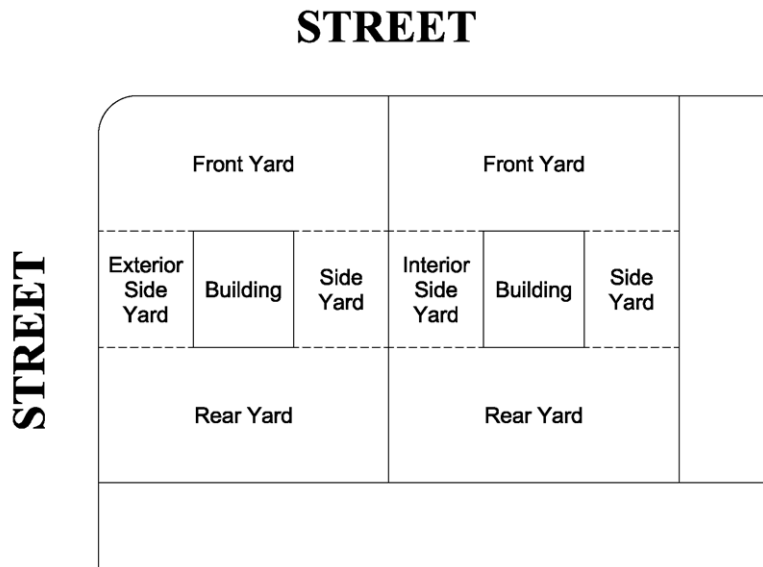 STREET
Front Yard
Front Yard
STREET
Exterior
Side
Yard
Building
Side
Yard
Interior
Side
Yard
Building
Side
Yard
Rear Yard
Rear Yard